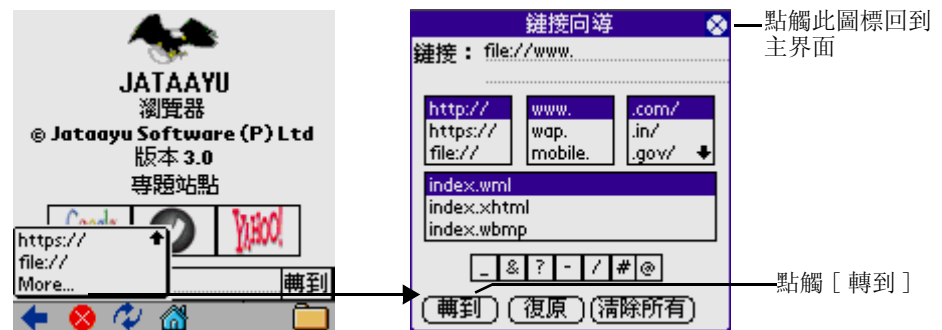 JATAAYU
瀏覽器
© Jataayu Software (P) Ltd
版本 3.0
專題站點
Google
YAHOO!
https://
file://
More...
轉到
鏈接向導
鏈接： file://www.
http://
https://
file://
www.
wap.
mobile.
.com/
.in/
.gov/
index.wml
index.xhtml
index.wbmp
_ & ? - / # @
轉到 復原 清除所有
點觸此圖標回到
主界面
點觸［轉到］